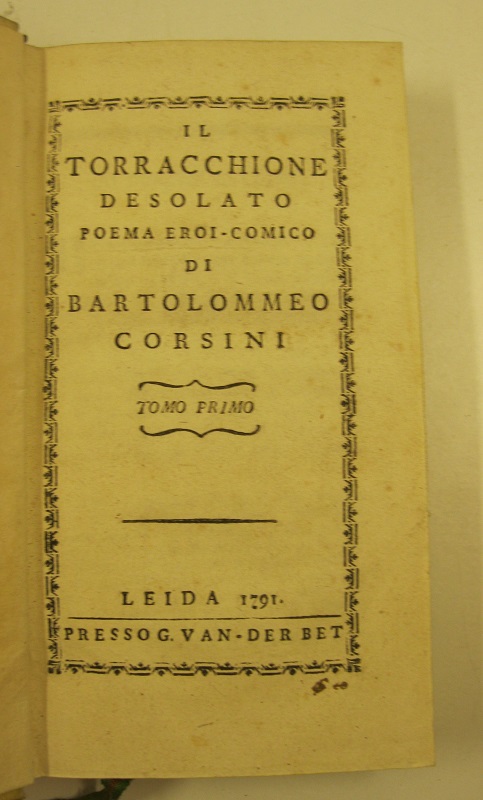 IL
TORRACCHIONE
DESOLATO
POEMA EROI-COMICO
DI
BARTOLOMMEO
CORSINI
TOMO PRIMO
LEIDA 1791.
PRESSO G. VAN-DER BET